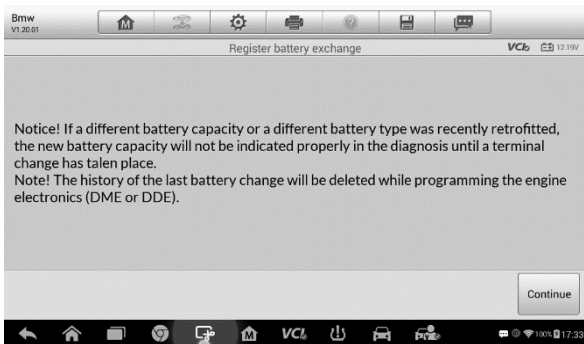 Bmw
V1.20.01
Register battery exchange
VCI
12.19V
Notice! If a different battery capacity or a different battery type was recently retrofitted,
the new battery capacity will not be indicated properly in the diagnosis until a terminal
change has talen place.
Note! The history of the last battery change will be deleted while programming the engine
electronics (DME or DDE).
Continue
VCI
100%
17:33